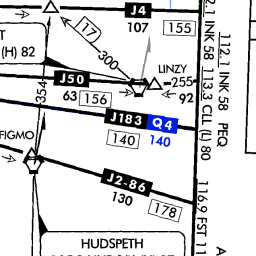 J4
107
155
17
300
T
(H) 82
LINZY
J50
255
63
156
92
354
J183
Q4
140
140
FIGMO
J2-86
130
178
HUDSPETH
2.1 INK 58
113.3 CLL (L) 80
116.9 FST 11
112.1 INK 58
PEQ
A